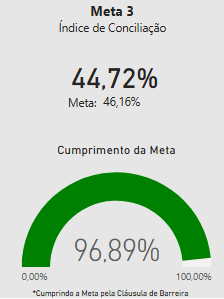 Meta 3
Índice de Conciliação
44,72%
Meta: 46,16%
Cumprimento da Meta
96,89%
0,00% 100,00%
*Cumprindo a Meta pela Cláusula de Barreira